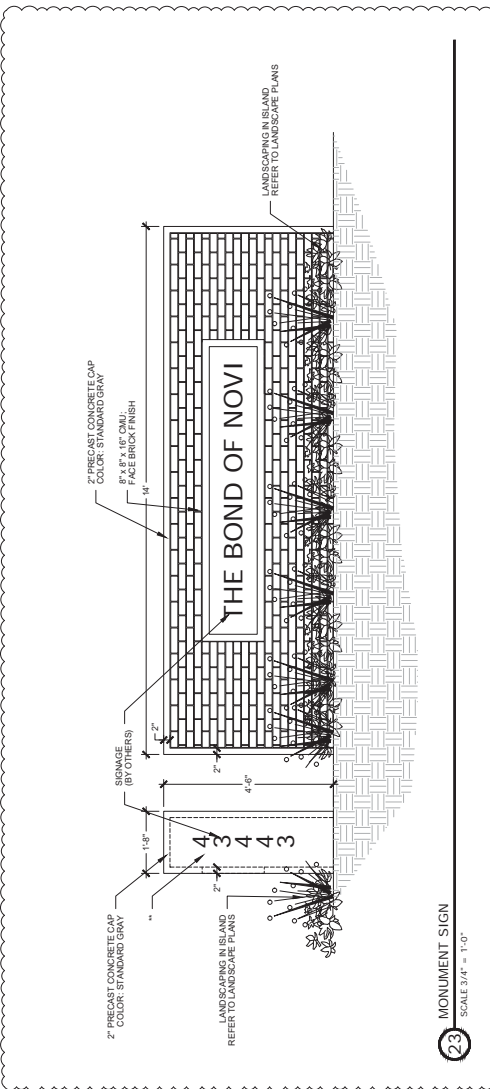 2" PRECAST CONCRETE CAP
COLOR: STANDARD GRAY
**
LANDSCAPING IN ISLAND
REFER TO LANDSCAPE PLANS
1'-8"
2"
4
3
4
4
3
SIGNAGE
(BY OTHERS)
4'-6"
2"
2"
2" PRECAST CONCRETE CAP
COLOR: STANDARD GRAY
8" x 8" x 16" CMU;
FACE BRICK FINISH
14'
THE BOND OF NOVI
LANDSCAPING IN ISLAND
REFER TO LANDSCAPE PLANS
23
MONUMENT SIGN
SCALE 3/4" = 1'-0"